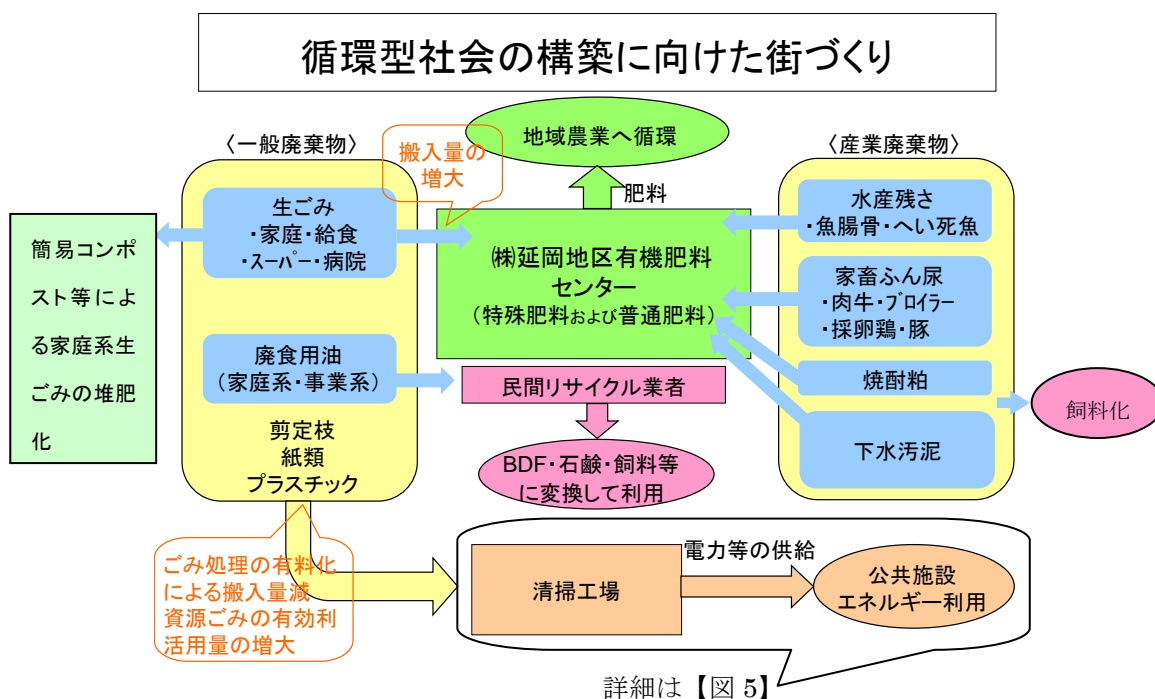 循環型社会の構築に向けた街づくり
地域農業へ循環
〈一般廃棄物〉
搬入量の
増大
〈産業廃棄物〉
肥料
生ごみ
・家庭・給食
・スーパー・病院
簡易コンポ
スト等によ
る家庭系生
ごみの堆肥
化
㈱延岡地区有機肥料
センター
（特殊肥料および普通肥料）
水産残さ
・魚腸骨・へい死魚
家畜ふん尿
・肉牛・ブロイラー
・採卵鶏・豚
廃食用油
（家庭系・事業系）
民間リサイクル業者
焼酎粕
飼料化
下水汚泥
剪定枝
紙類
プラスチック
BDF・石鹸・飼料等
に変換して利用
ごみ処理の有料化
による搬入量減
資源ごみの有効利
活用量の増大
清掃工場
電力等の供給
公共施設
エネルギー利用
詳細は【図 5】